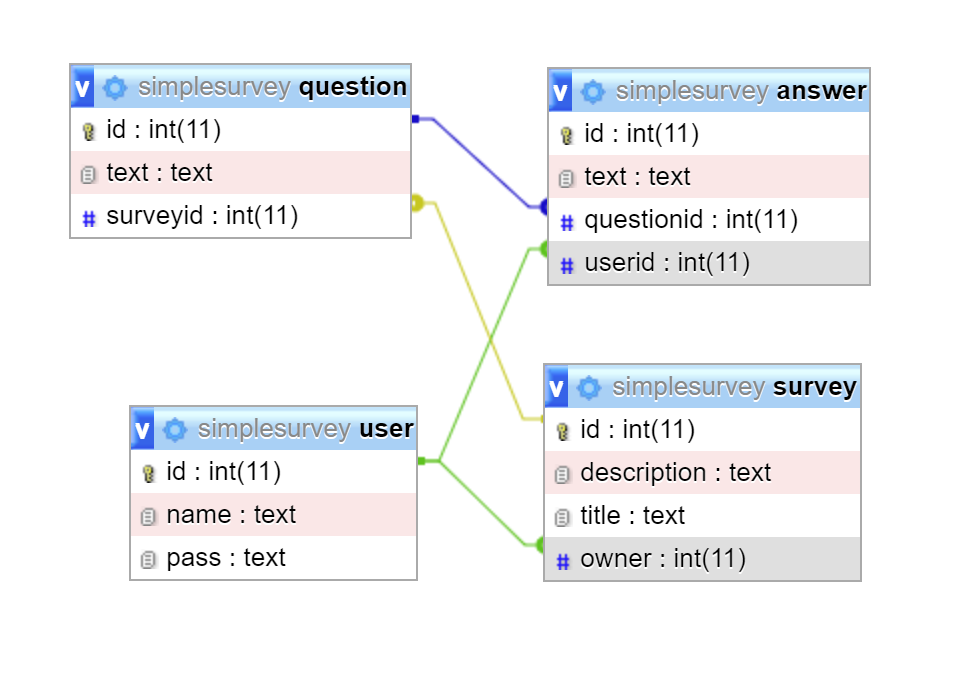 v simplesurvey question
id : int(11)
text : text
# surveyid : int(11)
v simplesurvey answer
id : int(11)
text : text
# questionid : int(11)
# userid : int(11)
v simplesurvey user
id : int(11)
name : text
pass : text
v simplesurvey survey
id : int(11)
description : text
title : text
# owner : int(11)